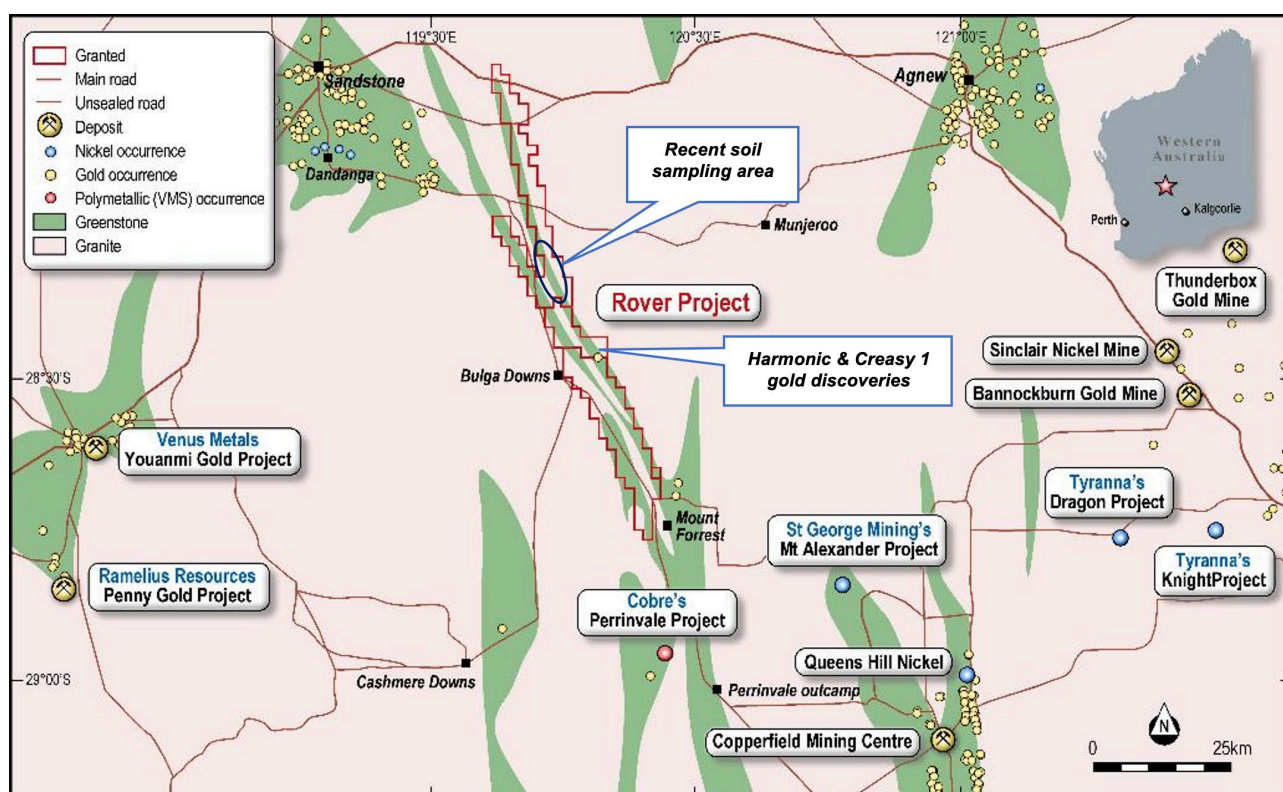 119°30'E
120°30'E
121°00'E
Granted
Main road
Unsealed road
Deposit
Nickel occurrence
Gold occurrence
Polymetallic (VMS) occurrence
Greenstone
Granite
Sandstone
Dandanga
Agnew
Recent soil
sampling area
Munjeroo
Western
Australia
Perth
Kalgoorlie
Thunderbox
Gold Mine
Rover Project
Harmonic & Creasy 1
gold discoveries
Sinclair Nickel Mine
Bannockburn Gold Mine
28°30'S
Bulga Downs
Venus Metals
Youanmi Gold Project
Tyranna's
Dragon Project
Mount
Forrest
St George Mining's
Mt Alexander Project
Tyranna's
KnightProject
Ramelius Resources
Penny Gold Project
Cobre's
Perrinvale Project
29°00'S
Cashmere Downs
Queens Hill Nickel
Perrinvale outcamp
Copperfield Mining Centre
N
0 25km